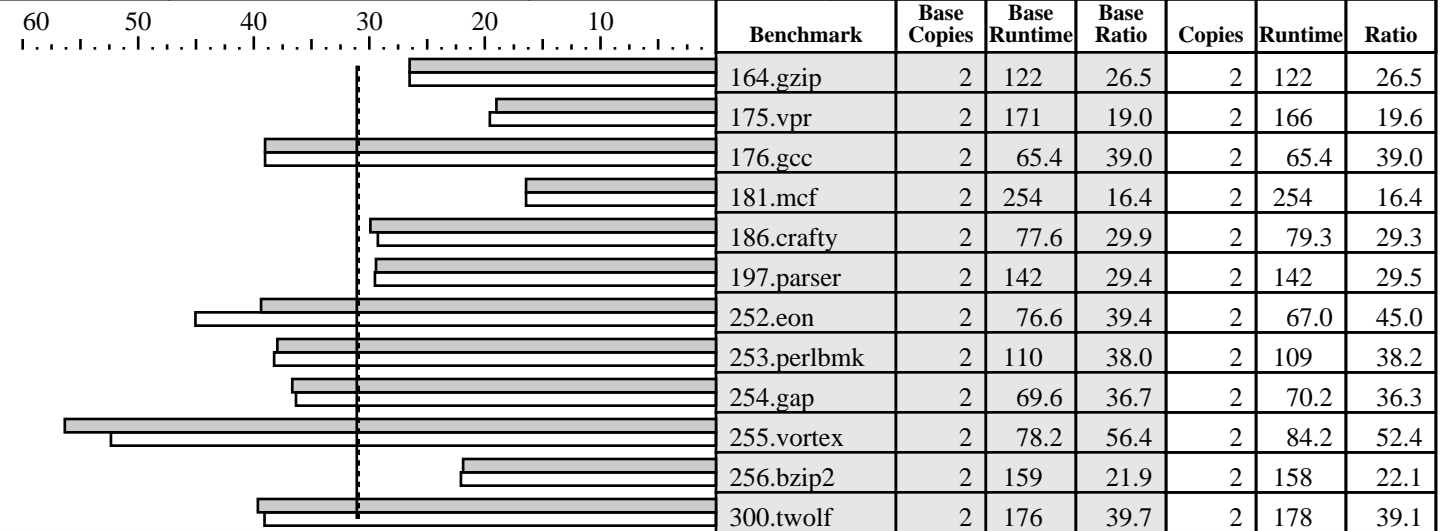 60 50 40 30 20 10
Benchmark Base Copies Base Runtime Base Ratio Copies Runtime Ratio
164.gzip 2 122 26.5 2 122 26.5
175.vpr 2 171 19.0 2 166 19.6
176.gcc 2 65.4 39.0 2 65.4 39.0
181.mcf 2 254 16.4 2 254 16.4
186.crafty 2 77.6 29.9 2 79.3 29.3
197.parser 2 142 29.4 2 142 29.5
252.eon 2 76.6 39.4 2 67.0 45.0
253.perlbmk 2 110 38.0 2 109 38.2
254.gap 2 69.6 36.7 2 70.2 36.3
255.vortex 2 78.2 56.4 2 84.2 52.4
256.bzip2 2 159 21.9 2 158 22.1
300.twolf 2 176 39.7 2 178 39.1